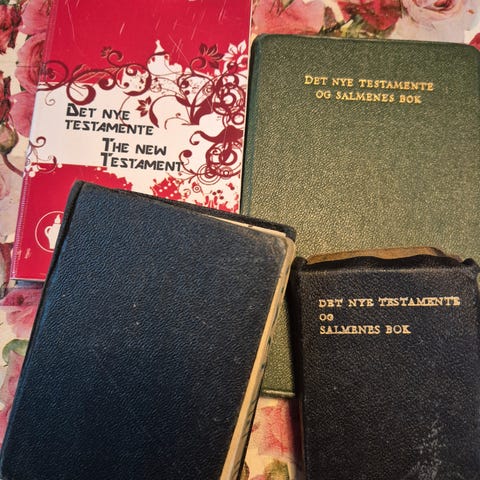 Det nye
testamente
The new
Testament
DET NYE TESTAMENTE
OG SALMENES BOK
DET NYE TESTAMENTE
OG
SALMENES BOK